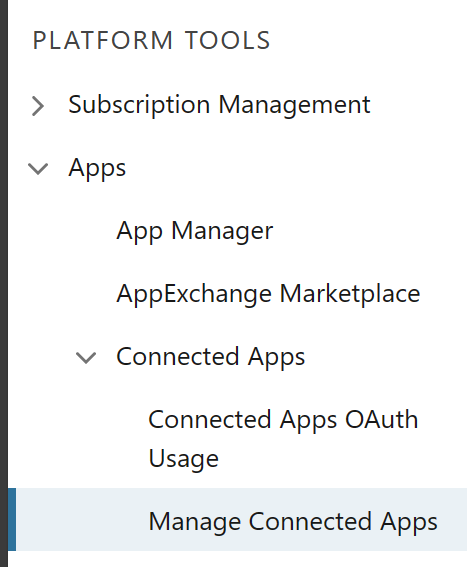 PLATFORM TOOLS
Subscription Management
Apps
App Manager
AppExchange Marketplace
Connected Apps
Connected Apps OAuth
Usage
Manage Connected Apps